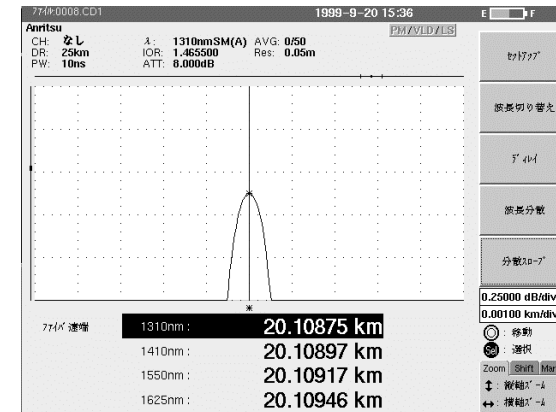 ﾌｧｲﾙ:0008.CD1
1999-9-20 15:36
E F
Anritsu
PM/VLD/LS
CH: なし
λ: 1310nmSM(A) AVG: 0/50
DR: 25km
IOR: 1.465500 Res: 0.05m
PW: 10ns
ATT: 8.000dB
ｾｯﾄｱｯﾌﾟ
波長切り替え
ﾃﾞｨﾚｲ
波長分散
分散ｽﾛｰﾌﾟ
0.25000 dB/div
0.00100 km/div
: 移動
Sel : 選択
Zoom Shift Mar
: 縦軸ｽﾞｰﾑ
: 横軸ｽﾞｰﾑ
ﾌｧｲﾊﾞ遠端
1310nm : 20.10875 km
1410nm : 20.10897 km
1550nm : 20.10917 km
1625nm : 20.10946 km